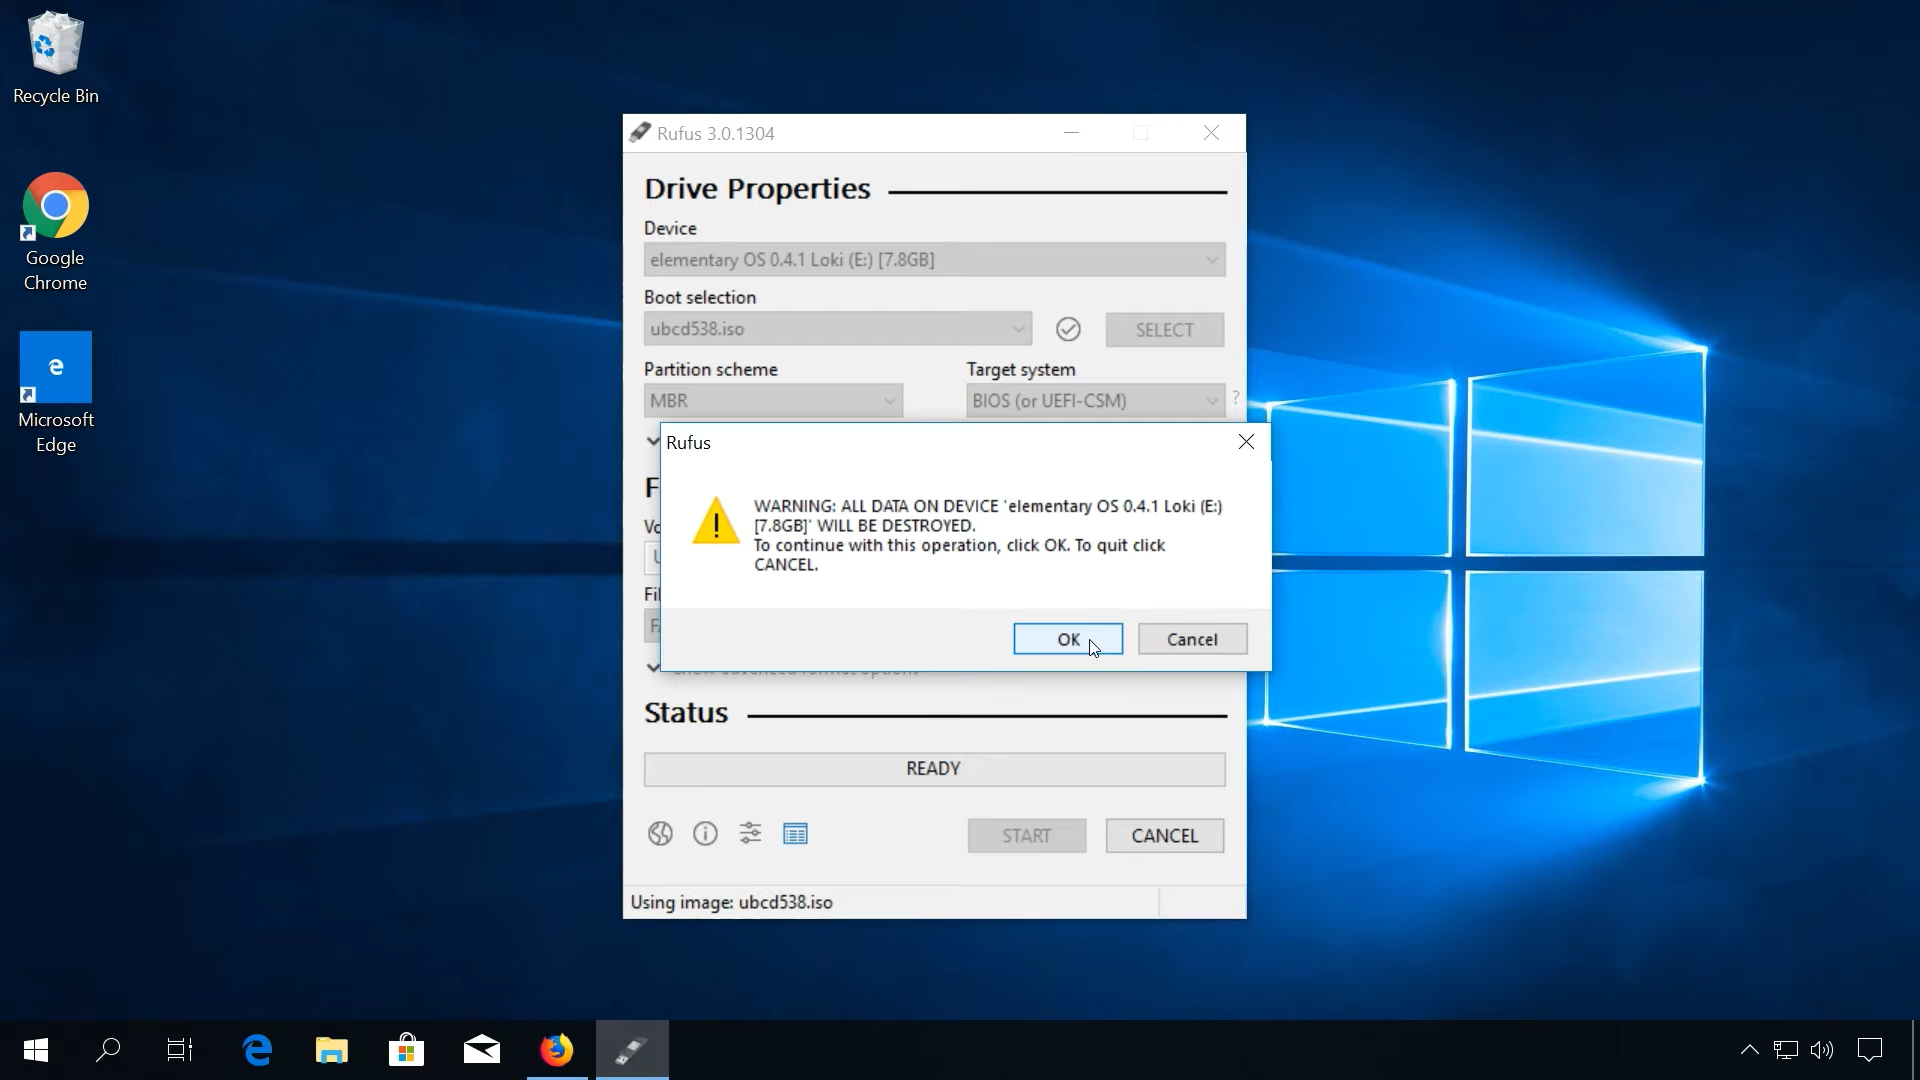 Recycle Bin
Google
Chrome
Microsoft
Edge
Rufus 3.0.1304
Drive Properties
Device
elementary OS 0.4.1 Loki (E:) [7.8GB]
Boot selection
ubcd538.iso
SELECT
Partition scheme
Target system
MBR
BIOS (or UEFI-CSM)
?
Rufus
WARNING: ALL DATA ON DEVICE 'elementary OS 0.4.1 Loki (E:)
[7.8GB]' WILL BE DESTROYED.
To continue with this operation, click OK. To quit click
CANCEL.
OK
Cancel
Status
READY
START
CANCEL
Using image: ubcd538.iso